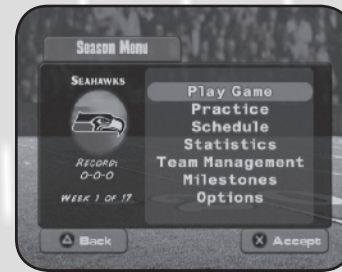 Season Menu
SEAHAWKS
RECORD:
0-0-0
WEEK 1 OF 17
Play Game
Practice
Schedule
Statistics
Team Management
Milestones
Options
Back
X Accept